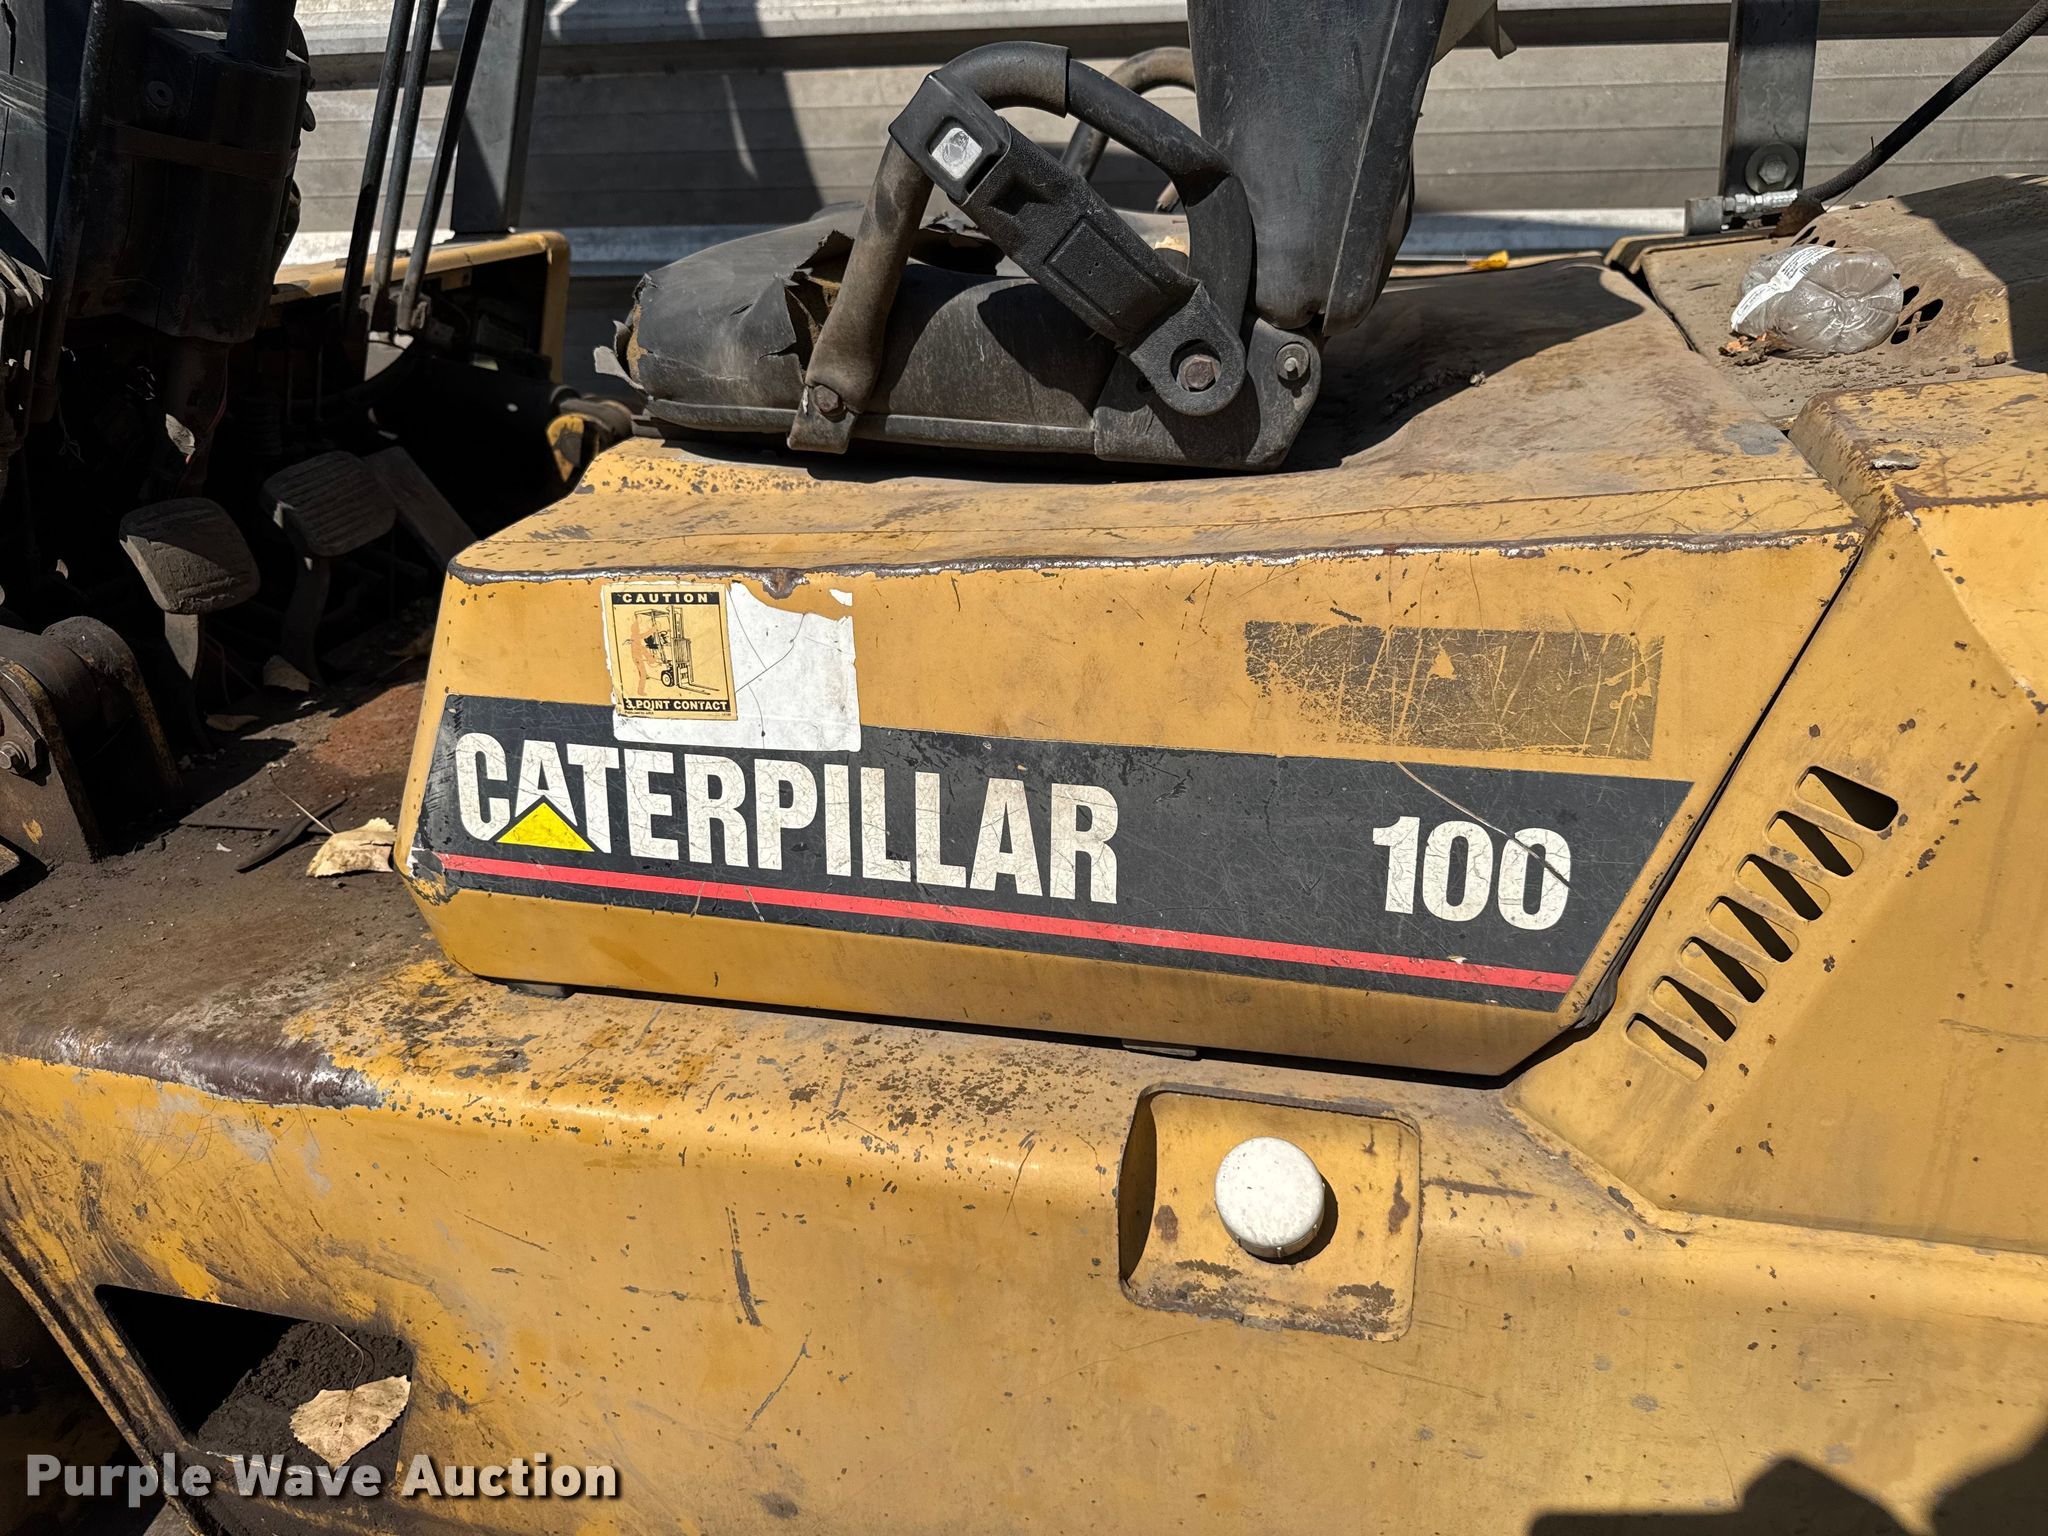 CAUTION
3 POINT CONTACT
CATERPILLAR 100
Purple Wave Auction